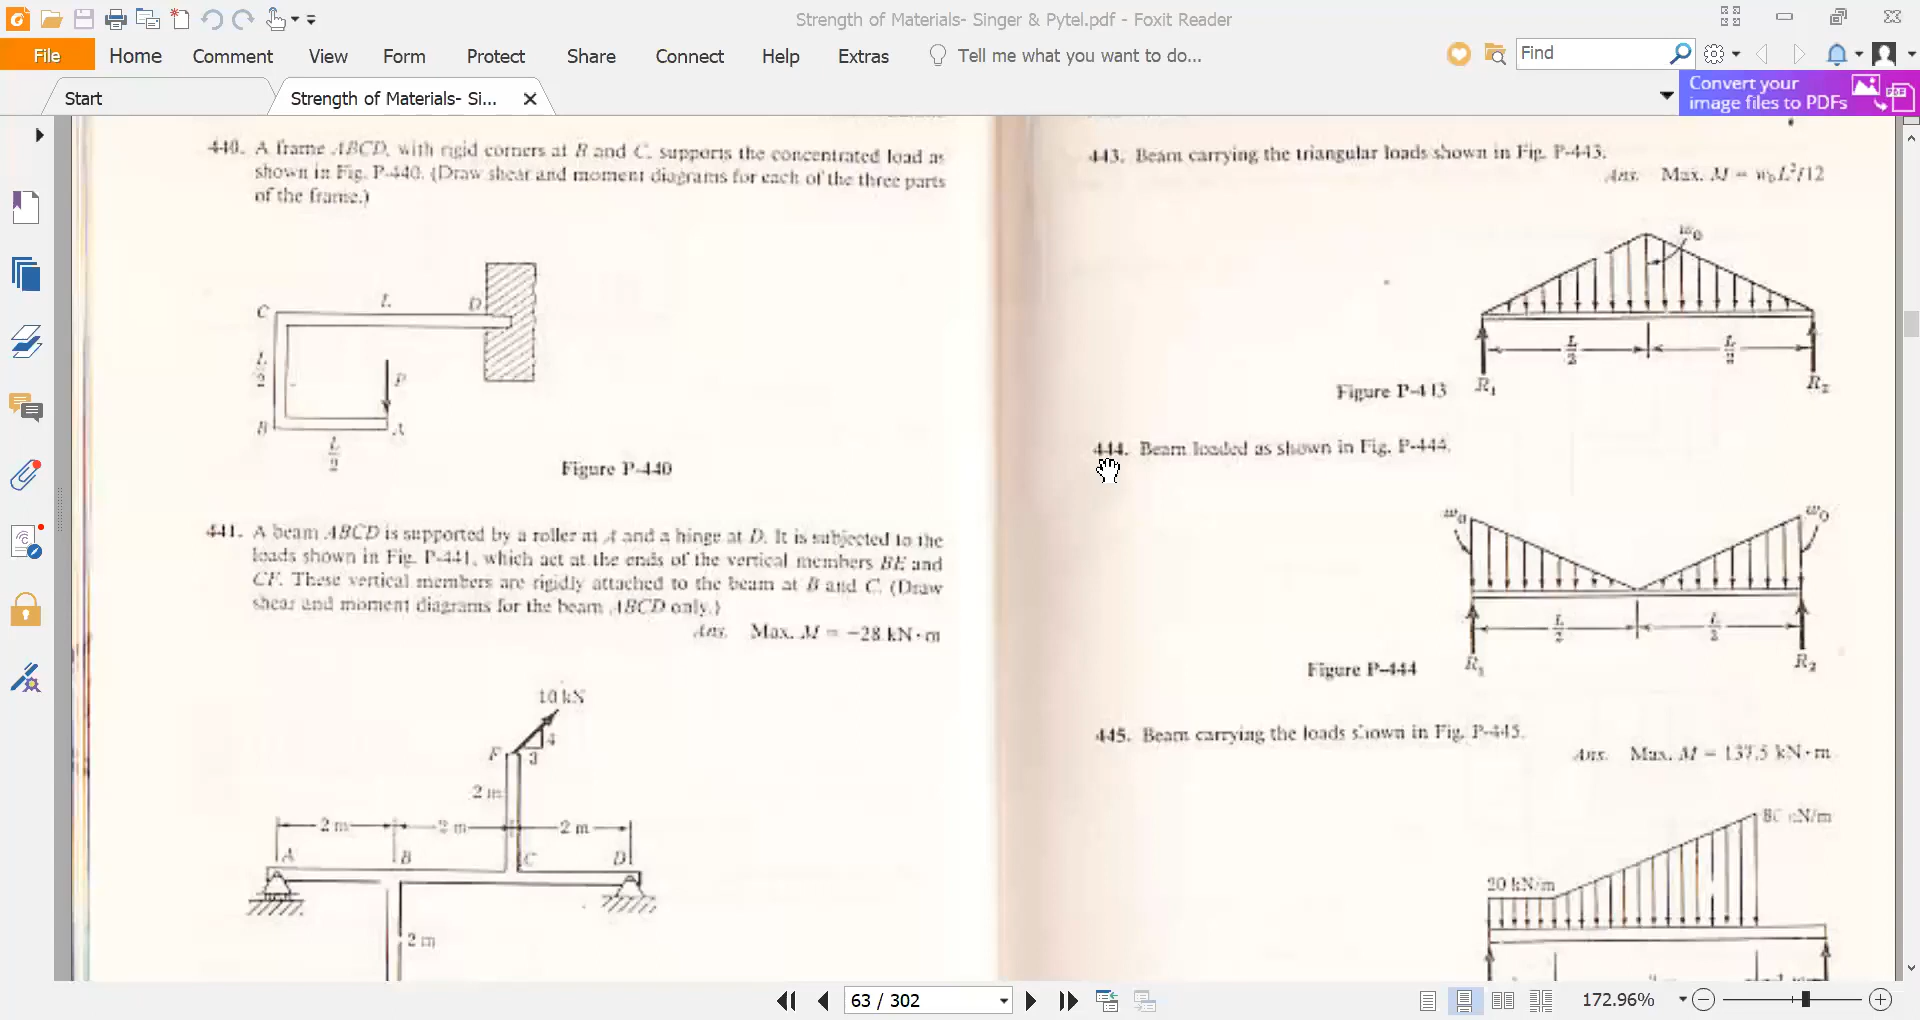 Strength of Materials- Singer & Pytel.pdf - Foxit Reader
File Home Comment View Form Protect Share Connect Help Extras Tell me what you want to do... Find
Start Strength of Materials- Si...
Convert your
image files to PDFs
440. A frame ABCD, with rigid corners at B and C, supports the concentrated load as
shown in Fig. P-440. (Draw shear and moment diagrams for each of the three parts
of the frame.)
L
C D
L
2
P
B A
L
2
Figure P-440
441. A beam ABCD is supported by a roller at A and a hinge at D. It is subjected to the
loads shown in Fig. P-441, which act at the ends of the vertical members BE and
CF. These vertical members are rigidly attached to the beam at B and C. (Draw
shear and moment diagrams for the beam ABCD only.)
Ans. Max. M = −28 kN·m
10 kN
F 4
3
2 m
2 m 2 m 2 m
A B C D
2 m
443. Beam carrying the triangular loads shown in Fig. P-443.
Ans. Max. M = w₀L²/12
w₀
L
2
L
2
Figure P-443 R₁ R₂
444. Beam loaded as shown in Fig. P-444.
w₀ w₀
L
2
L
2
Figure P-444 R₁ R₂
445. Beam carrying the loads shown in Fig. P-445.
Ans. Max. M = 137.5 kN·m
80 kN/m
20 kN/m
63 / 302 172.96%